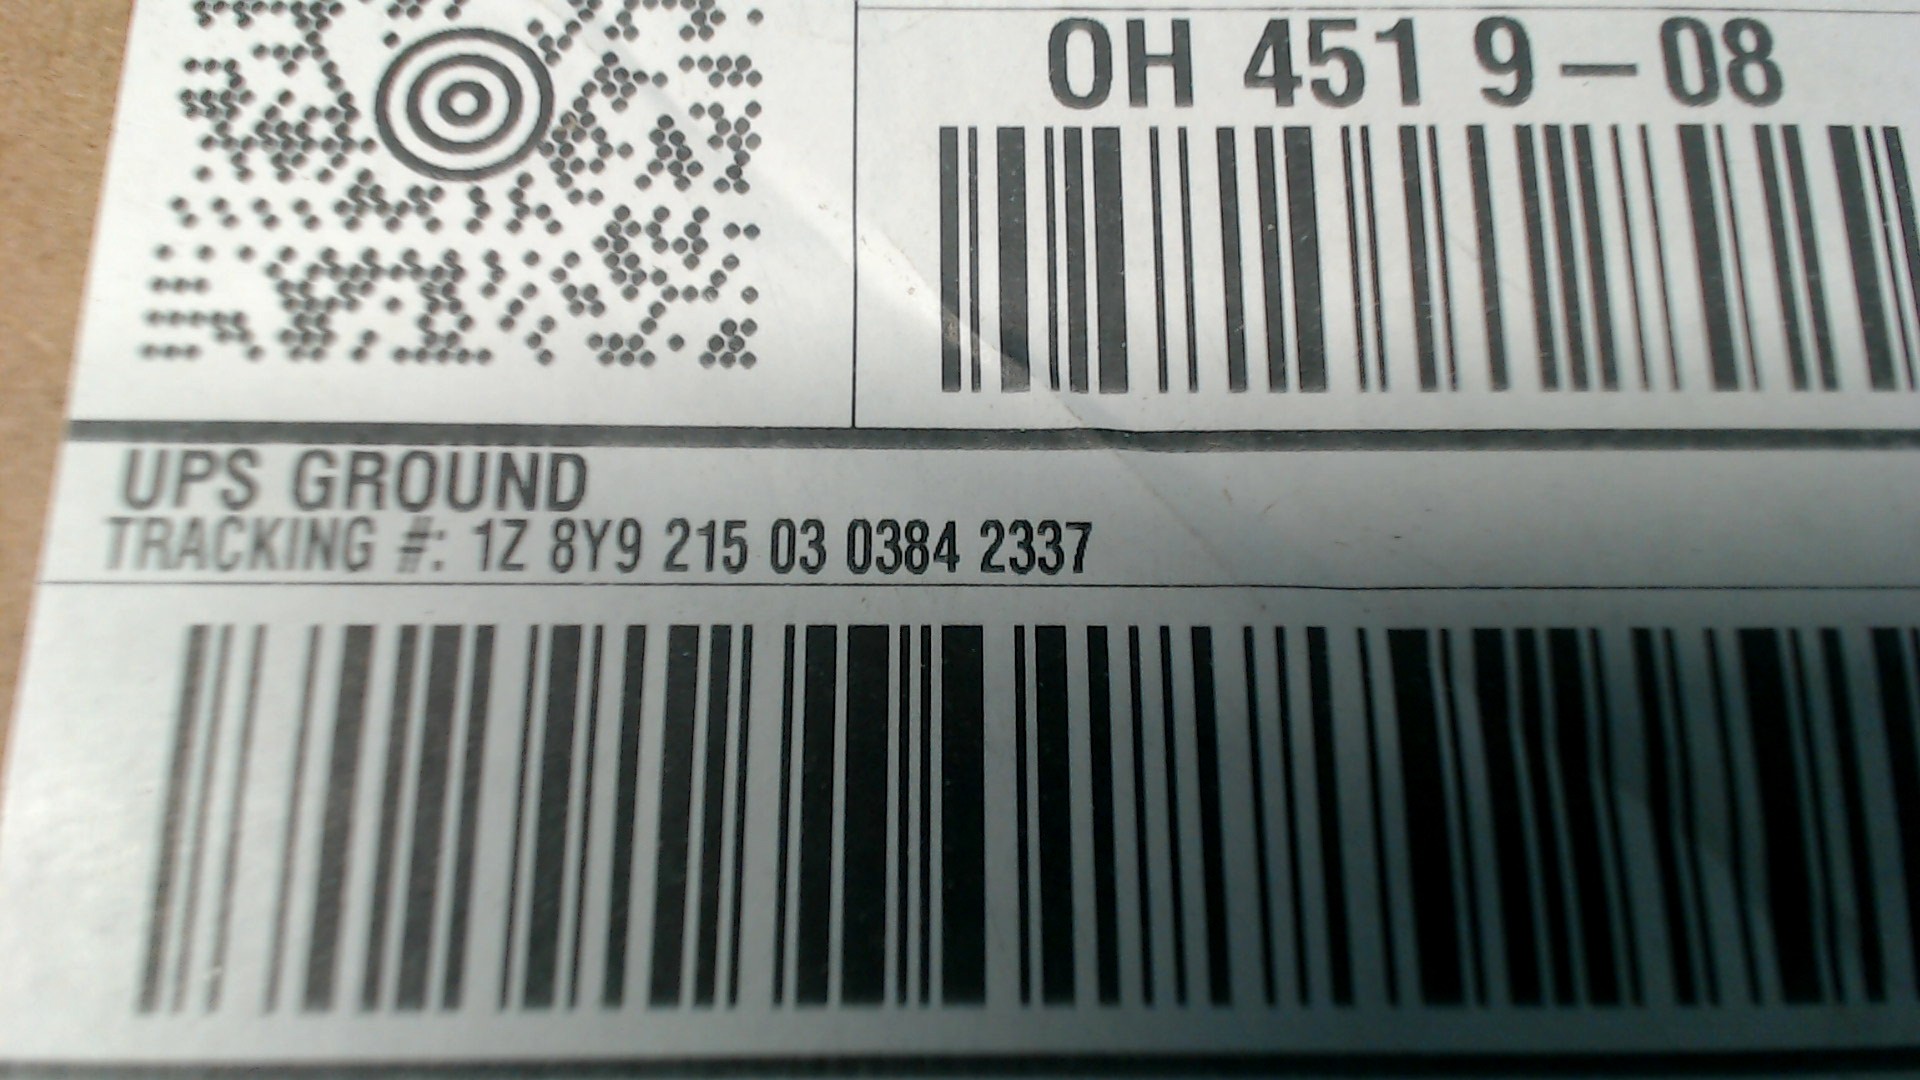 OH 451 9-08
UPS GROUND
TRACKING #: 1Z 8Y9 215 03 0384 2337